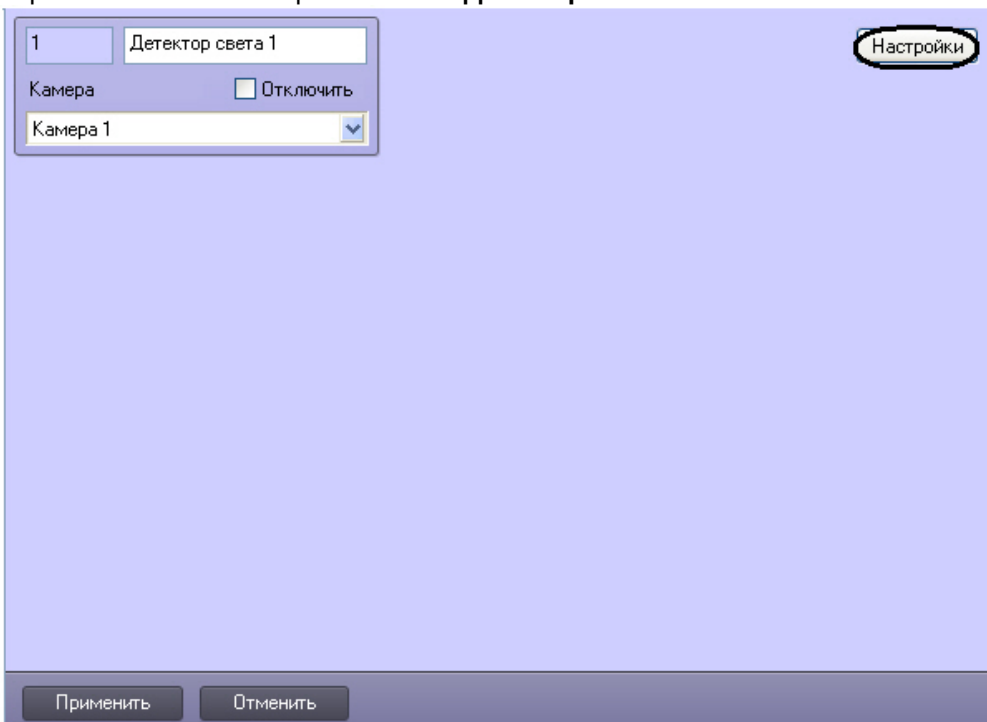 1
Детектор света 1
Настройки
Камера
Отключить
Камера 1
Применить
Отменить